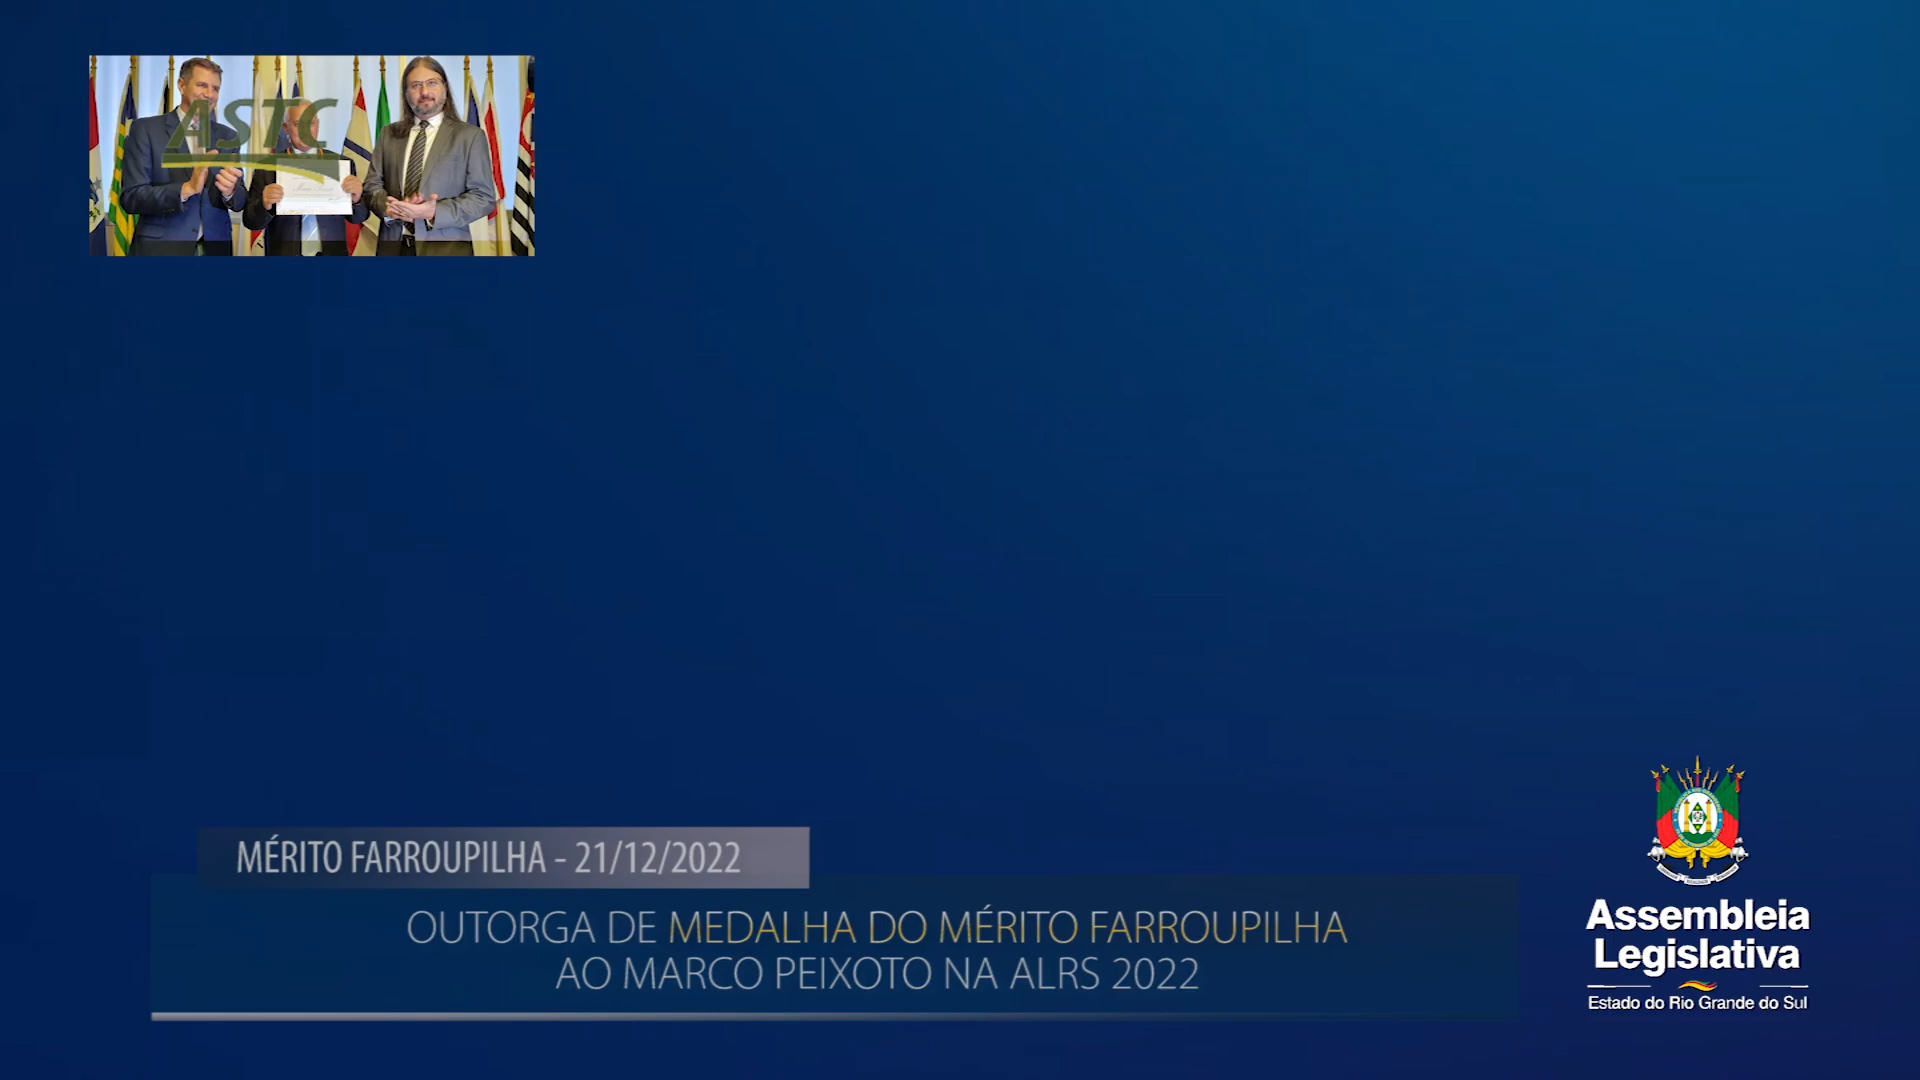 ASTC
MÉRITO FARROUPILHA - 21/12/2022
OUTORGA DE MEDALHA DO MÉRITO FARROUPILHA
AO MARCO PEIXOTO NA ALRS 2022
Assembleia
Legislativa
Estado do Rio Grande do Sul